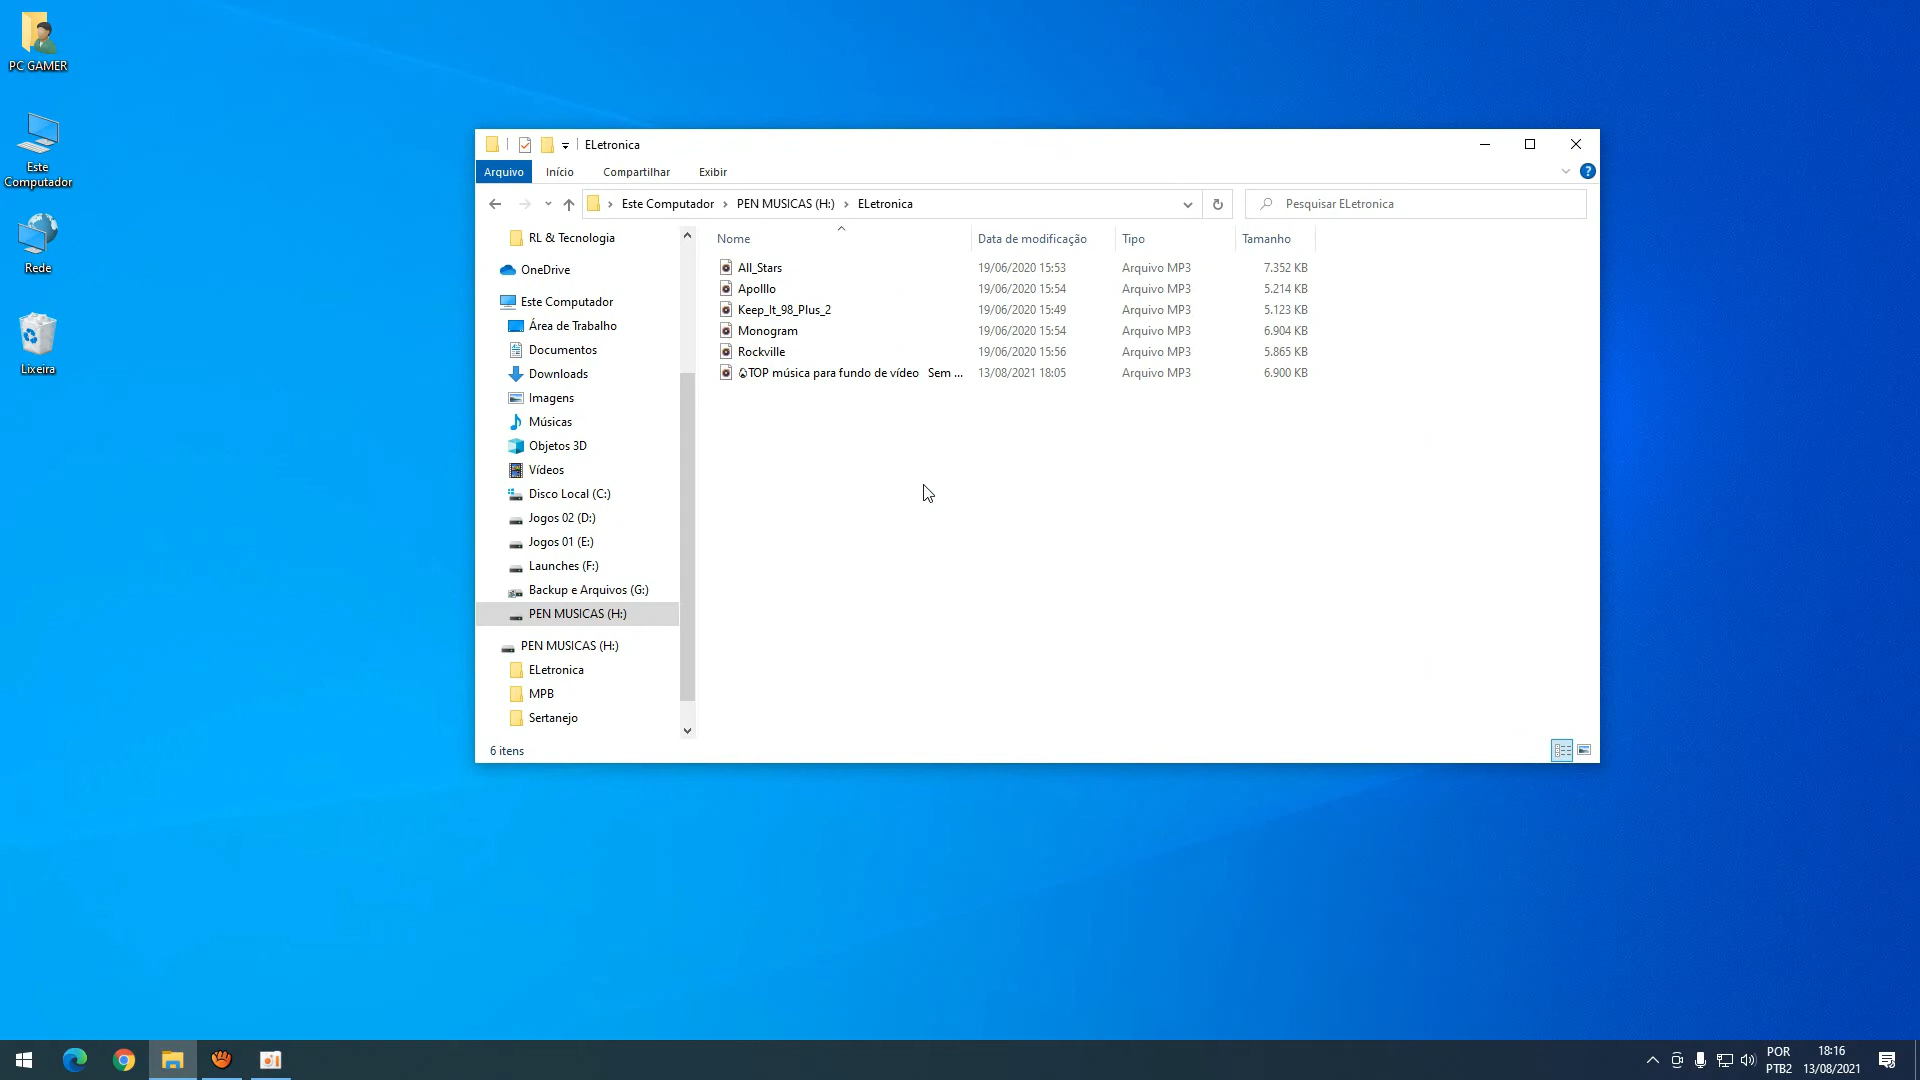 PC GAMER
Este
Computador
Rede
Lixeira
ELetronica
Arquivo Início Compartilhar Exibir
Este Computador PEN MUSICAS (H:) ELetronica
Pesquisar ELetronica
RL & Tecnologia
OneDrive
Este Computador
Área de Trabalho
Documentos
Downloads
Imagens
Músicas
Objetos 3D
Vídeos
Disco Local (C:)
Jogos 02 (D:)
Jogos 01 (E:)
Launches (F:)
Backup e Arquivos (G:)
PEN MUSICAS (H:)
PEN MUSICAS (H:)
ELetronica
MPB
Sertanejo
Nome Data de modificação Tipo Tamanho
All_Stars 19/06/2020 15:53 Arquivo MP3 7.352 KB
Apolllo 19/06/2020 15:54 Arquivo MP3 5.214 KB
Keep_It_98_Plus_2 19/06/2020 15:49 Arquivo MP3 5.123 KB
Monogram 19/06/2020 15:54 Arquivo MP3 6.904 KB
Rockville 19/06/2020 15:56 Arquivo MP3 5.865 KB
TOP música para fundo de vídeo Sem ... 13/08/2021 18:05 Arquivo MP3 6.900 KB
6 itens
POR
PTB2
18:16
13/08/2021